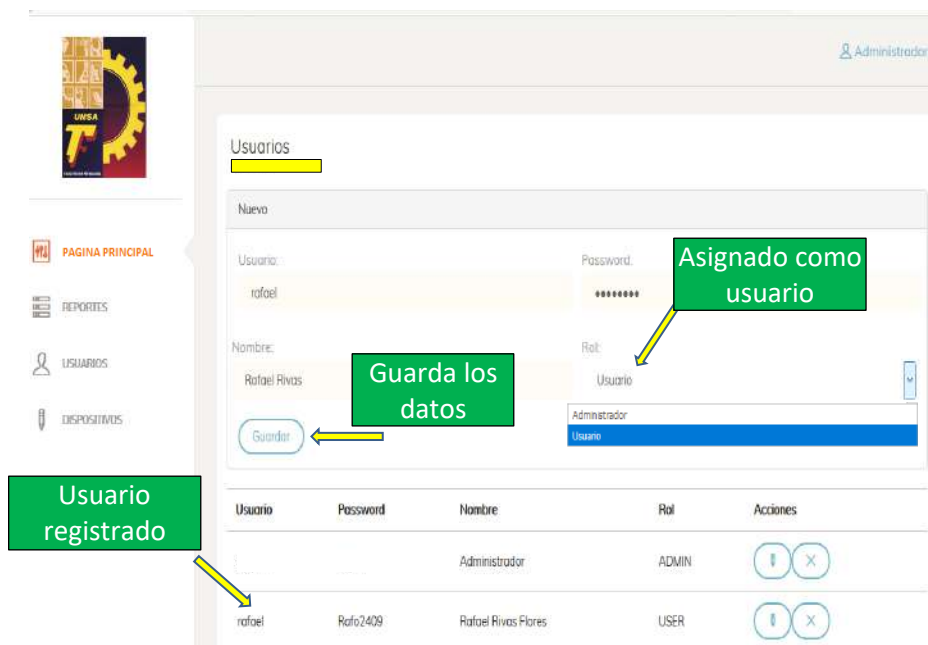 UNSA
Administrador
Usuarios
Nuevo
PAGINA PRINCIPAL
REPORTES
USUARIOS
DISPOSITIVOS
Usuario:
Password:
rafael
********
Asignado como
usuario
Nombre:
Rol:
Rafael Rivas
Usuario
Guarda los
datos
Administrador
Usuario
Guardar
Usuario
registrado
Usuario Password Nombre Rol Acciones
Administrador ADMIN
rafael Rafo2409 Rafael Rivas Flores USER